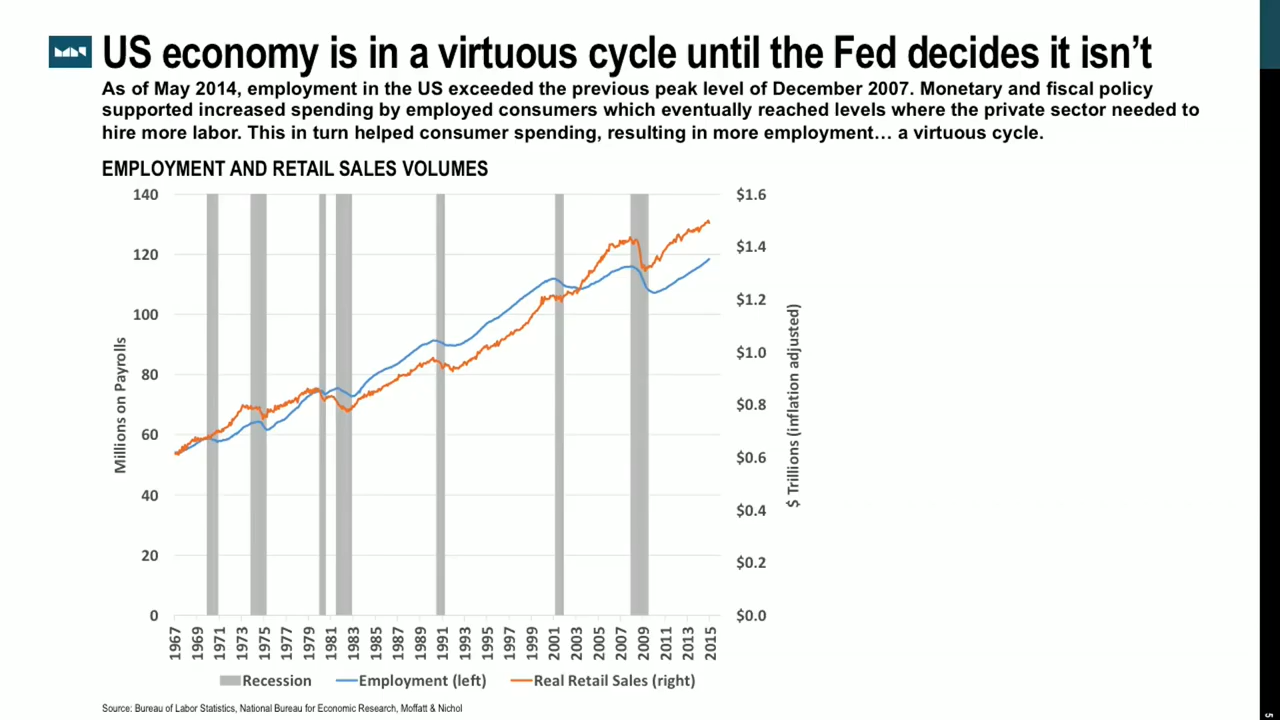 US economy is in a virtuous cycle until the Fed decides it isn't
As of May 2014, employment in the US exceeded the previous peak level of December 2007. Monetary and fiscal policy
supported increased spending by employed consumers which eventually reached levels where the private sector needed to
hire more labor. This in turn helped consumer spending, resulting in more employment… a virtuous cycle.
EMPLOYMENT AND RETAIL SALES VOLUMES
140
120
100
80
60
40
20
0
Millions on Payrolls
$1.6
$1.4
$1.2
$1.0
$0.8
$0.6
$0.4
$0.2
$0.0
$ Trillions (inflation adjusted)
1967 1969 1971 1973 1975 1977 1979 1981 1983 1985 1987 1989 1991 1993 1995 1997 1999 2001 2003 2005 2007 2009 2011 2013 2015
Recession Employment (left) Real Retail Sales (right)
Source: Bureau of Labor Statistics, National Bureau for Economic Research, Moffatt & Nichol
5